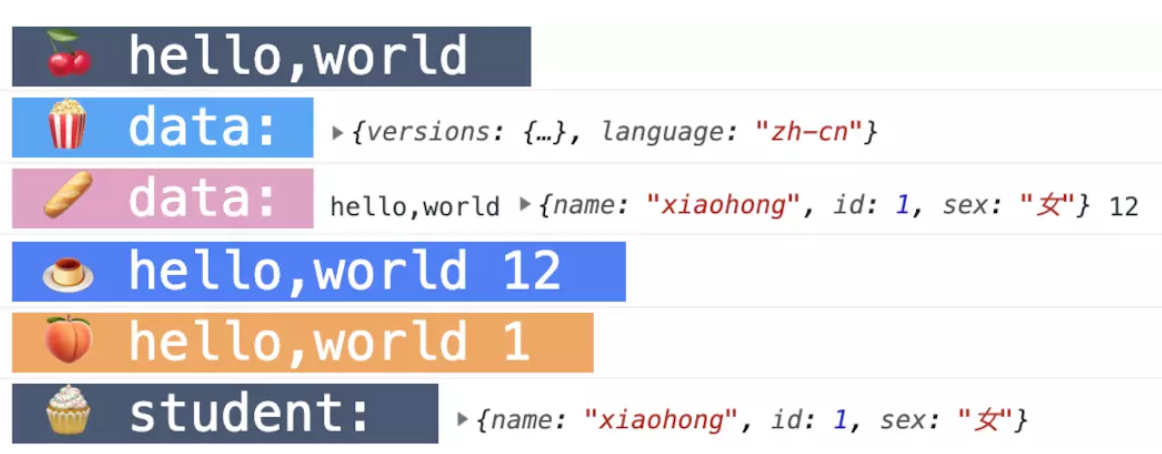 hello,world
data: {versions: {…}, language: "zh-cn"}
data: hello,world {name: "xiaohong", id: 1, sex: "女"} 12
hello,world 12
hello,world 1
student: {name: "xiaohong", id: 1, sex: "女"}